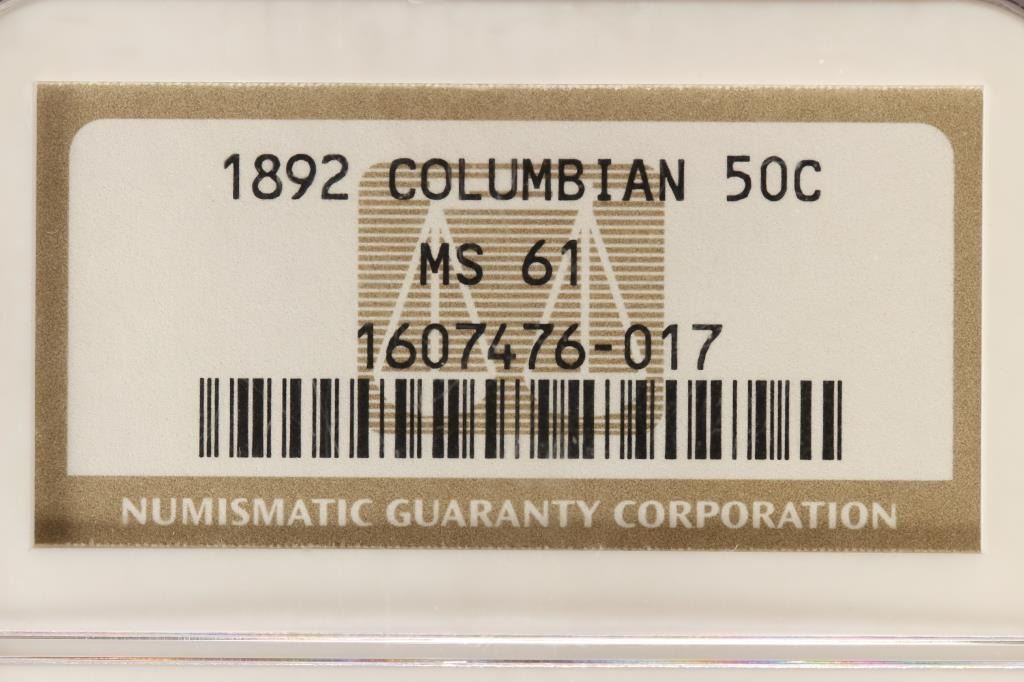 1892 COLUMBIAN 50C
MS 61
1607476-017
NUMISMATIC GUARANTY CORPORATION